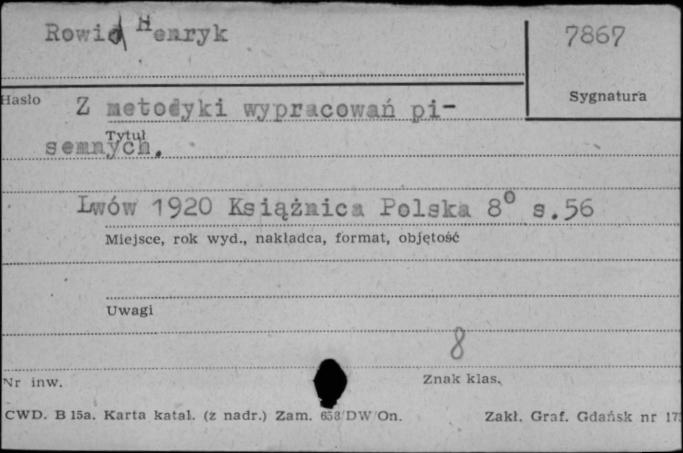 Rowid Henryk
7867
Hasło
Sygnatura
Z metodyki wypracowań pi-
Tytuł
semnych.
Lwów 1920 Książnica Polska 8° s.56
Miejsce, rok wyd., nakładca, format, objętość
Uwagi
8
Nr inw.
Znak klas.
CWD. B 15a. Karta katal. (z nadr.) Zam. 658/DW/On.
Zakł. Graf. Gdańsk nr 17